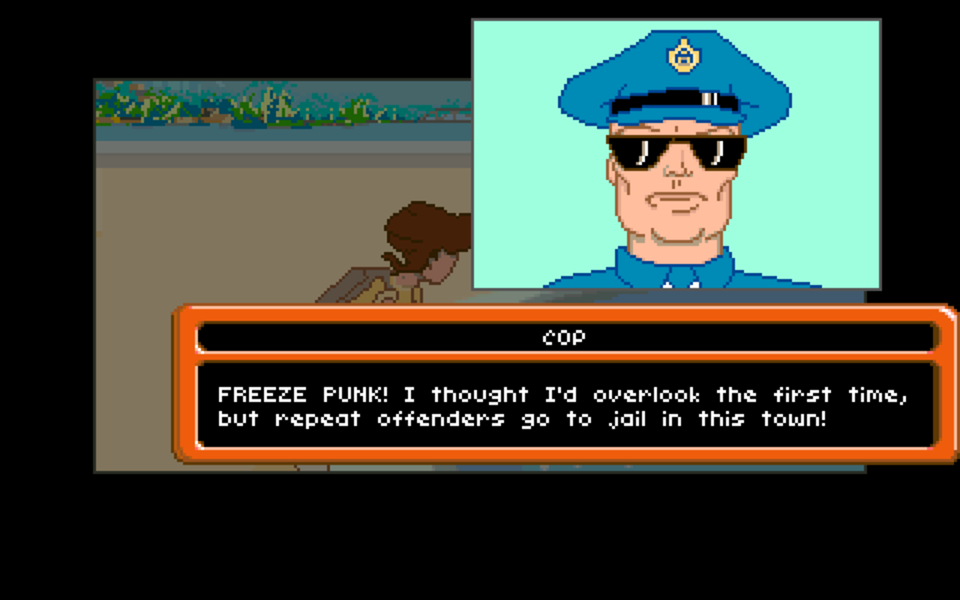 COP
FREEZE PUNK! I thought I'd overlook the first time,
but repeat offenders go to jail in this town!